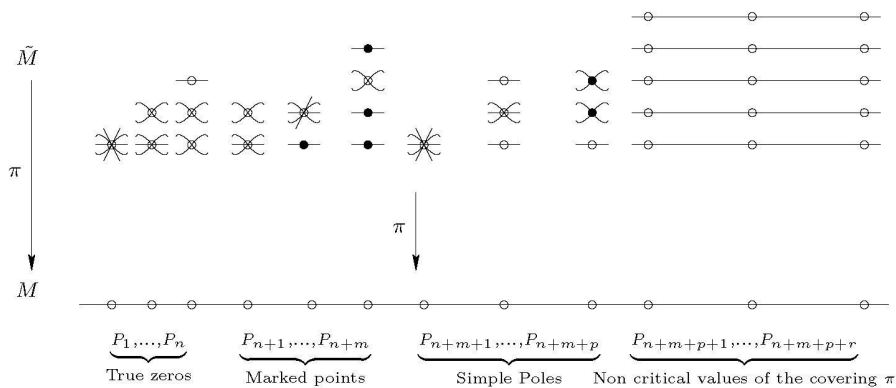 M̃
π
π
M
P₁,...,Pₙ
Pₙ₊₁,...,Pₙ₊ₘ
Pₙ₊ₘ₊₁,...,Pₙ₊ₘ₊ₚ
Pₙ₊ₘ₊ₚ₊₁,...,Pₙ₊ₘ₊ₚ₊ᵣ
True zeros
Marked points
Simple Poles
Non critical values of the covering π